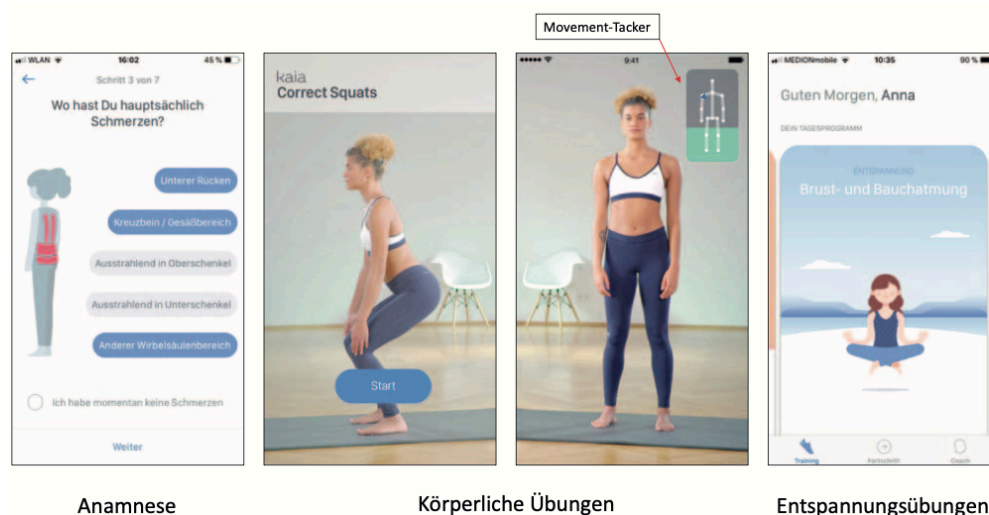 Movement-Tacker
WLAN 16:02 45 %
Schritt 3 von 7
Wo hast Du hauptsächlich
Schmerzen?
Unterer Rücken
Kreuzbein / Gesäßbereich
Ausstrahlend in Oberschenkel
Ausstrahlend in Unterschenkel
Anderer Wirbelsäulenbereich
Ich habe momentan keine Schmerzen
Weiter
kaia
Correct Squats
Start
9:41
MEDIONmobile 10:35 90 %
Guten Morgen, Anna
DEIN TAGESPROGRAMM
ENTSPANNUNG
Brust- und Bauchatmung
Training Fortschritt Coach
Anamnese
Körperliche Übungen
Entspannungsübungen